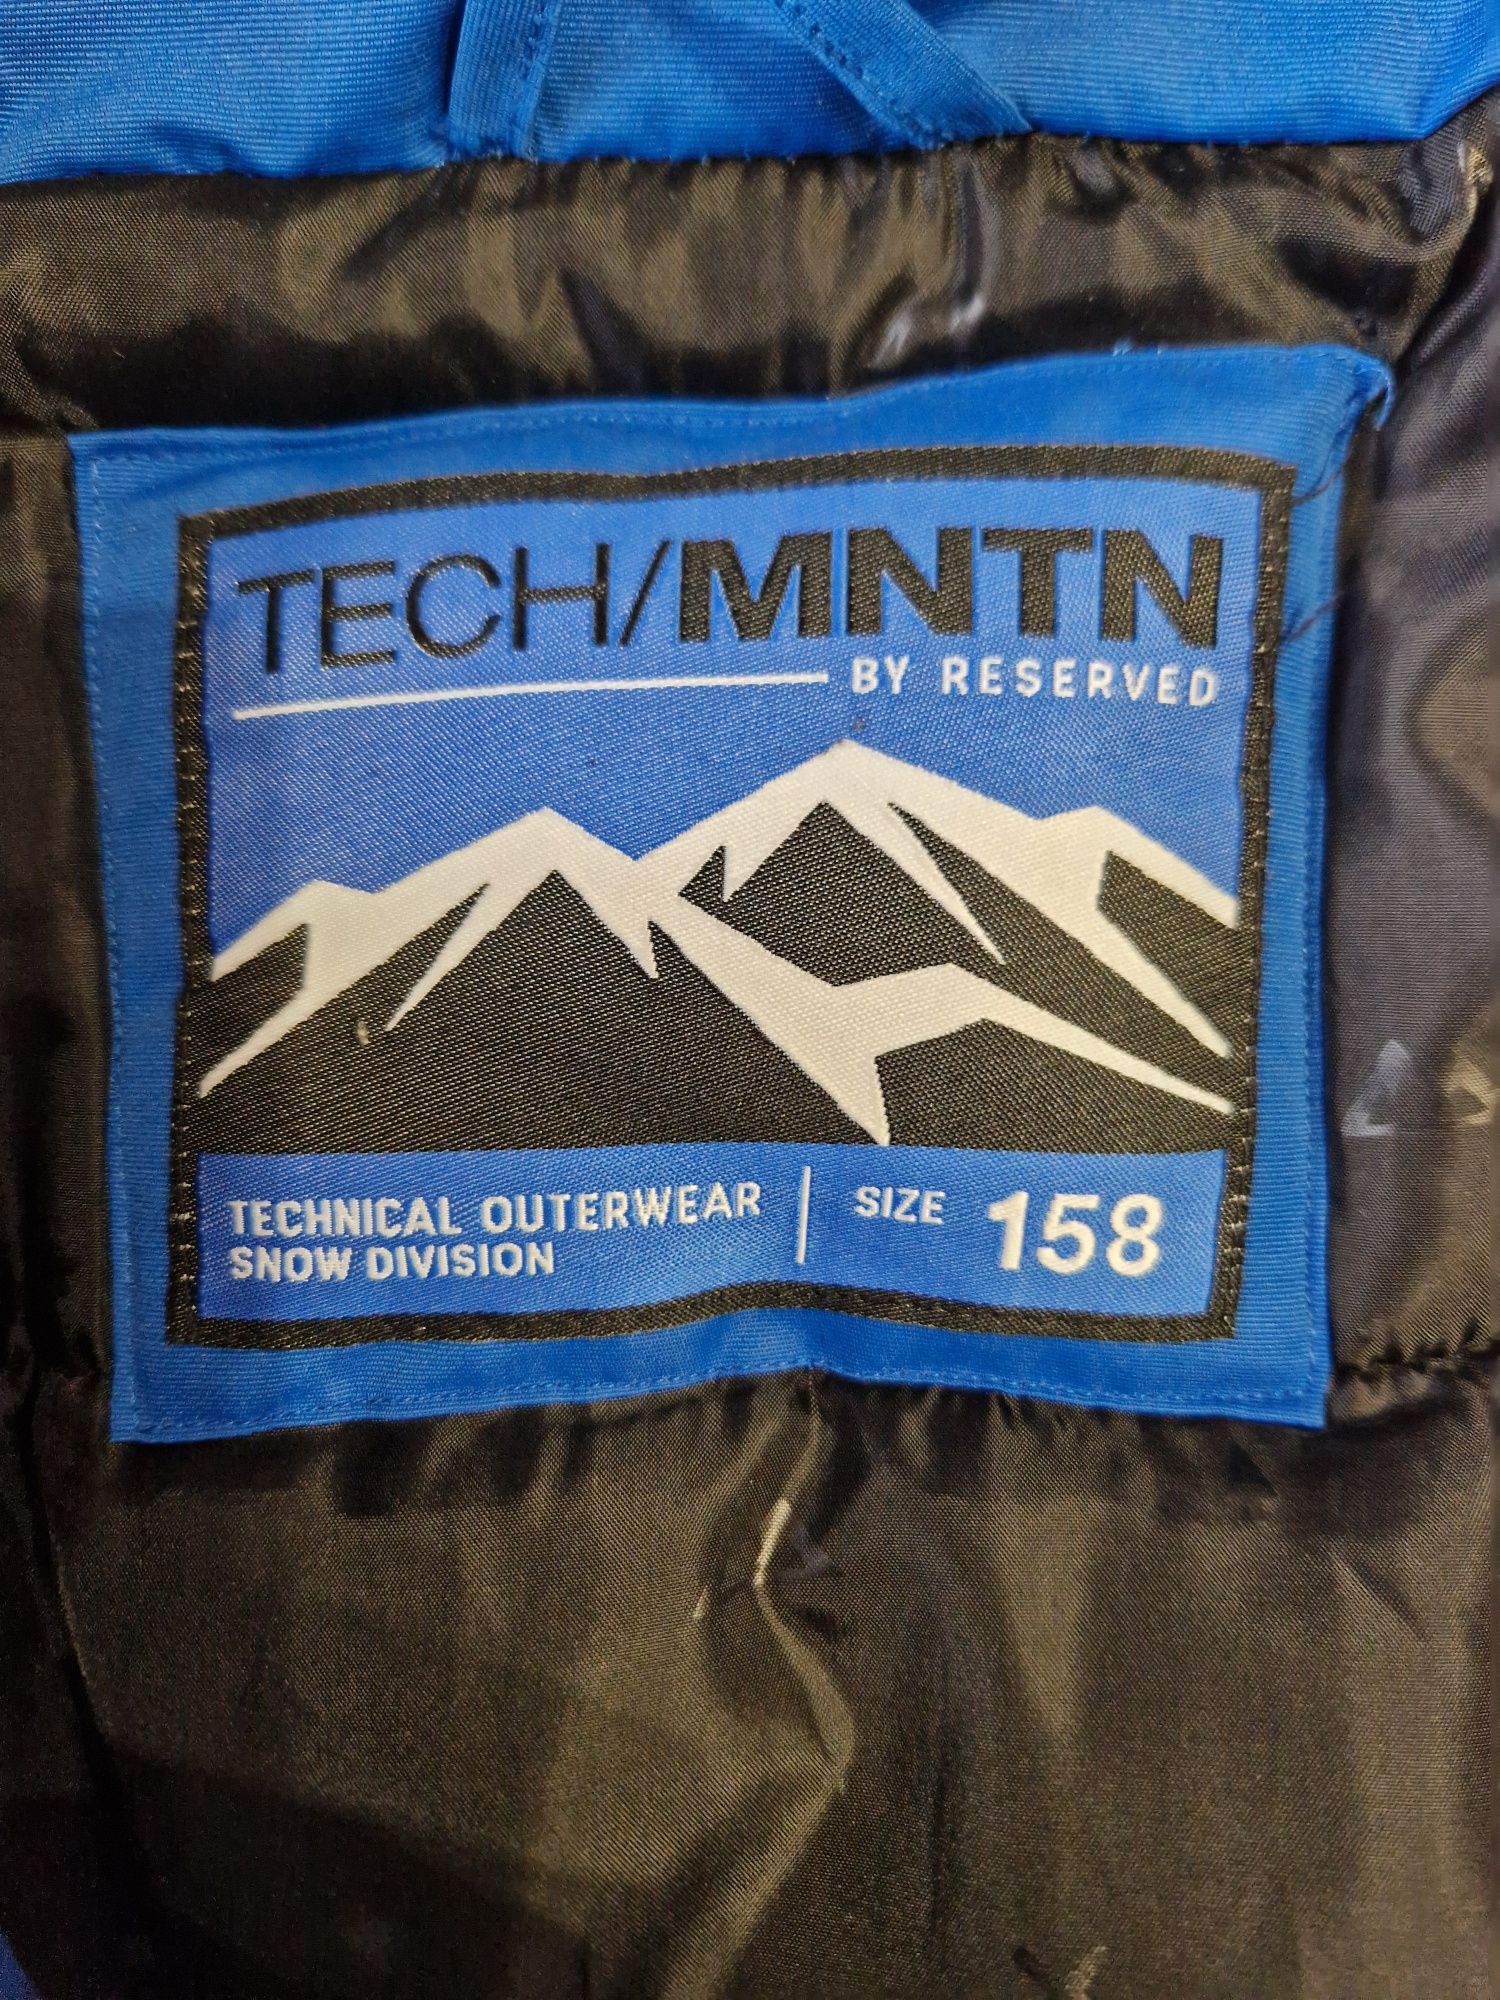 TECH/MNTN
BY RESERVED
TECHNICAL OUTERWEAR
SNOW DIVISION
SIZE 158